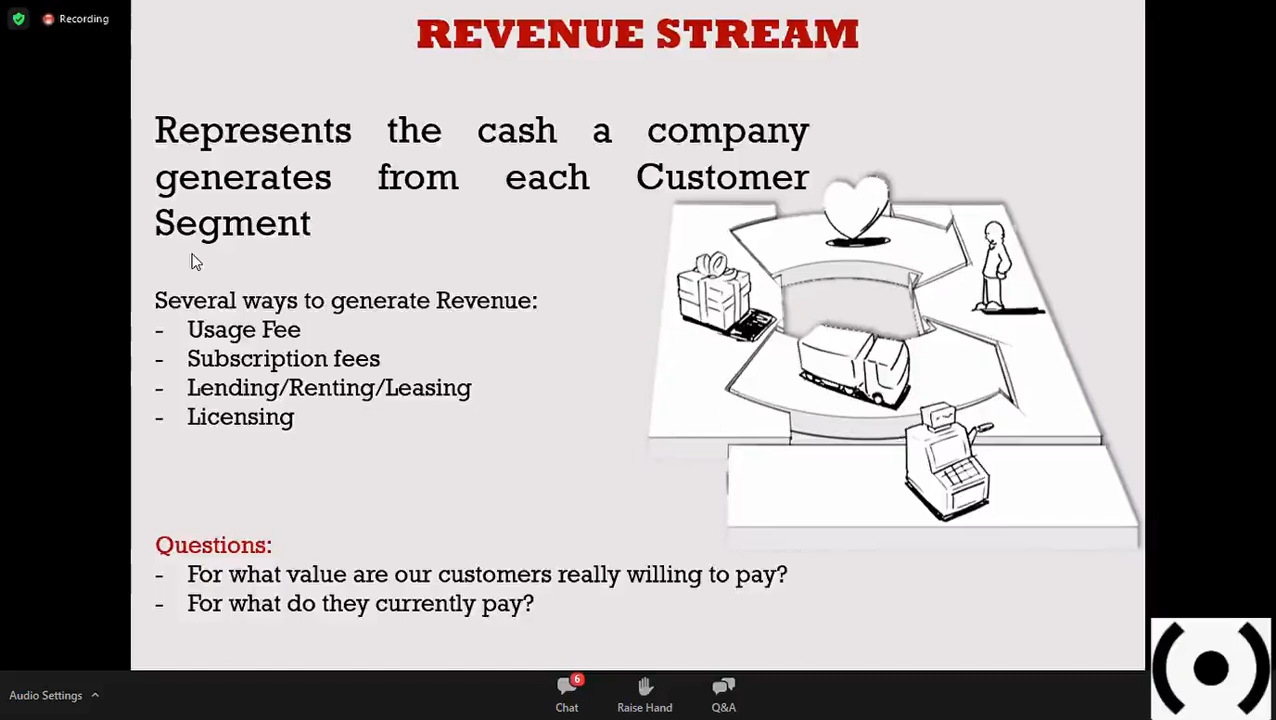 Recording
REVENUE STREAM
Represents the cash a company
generates from each Customer
Segment
Several ways to generate Revenue:
- Usage Fee
- Subscription fees
- Lending/Renting/Leasing
- Licensing
Questions:
- For what value are our customers really willing to pay?
- For what do they currently pay?
Audio Settings
6
Chat
Raise Hand
Q&A